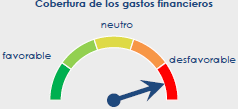 Cobertura de los gastos financieros
neutro
favorable
desfavorable